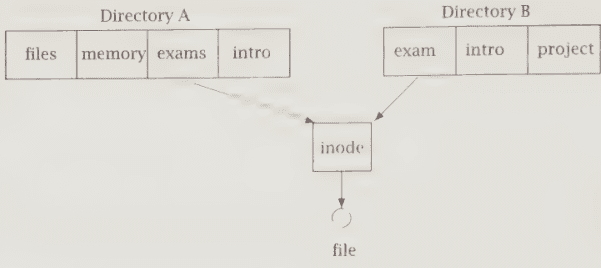 Directory A
files memory exams intro
Directory B
exam intro project
inode
file